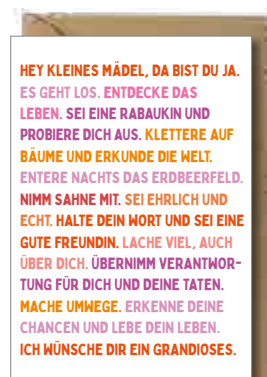 HEY KLEINES MÄDEL, DA BIST DU JA.
ES GEHT LOS. ENTDECKE DAS
LEBEN. SEI EINE RABAUKIN UND
PROBIERE DICH AUS. KLETTERE AUF
BÄUME UND ERKUNDE DIE WELT.
ENTERE NACHTS DAS ERDBEERFELD.
NIMM SAHNE MIT. SEI EHRLICH UND
ECHT. HALTE DEIN WORT UND SEI EINE
GUTE FREUNDIN. LACHE VIEL, AUCH
ÜBER DICH. ÜBERNIMM VERANTWOR-
TUNG FÜR DICH UND DEINE TATEN.
MACHE UMWEGE. ERKENNE DEINE
CHANCEN UND LEBE DEIN LEBEN.
ICH WÜNSCHE DIR EIN GRANDIOSES.